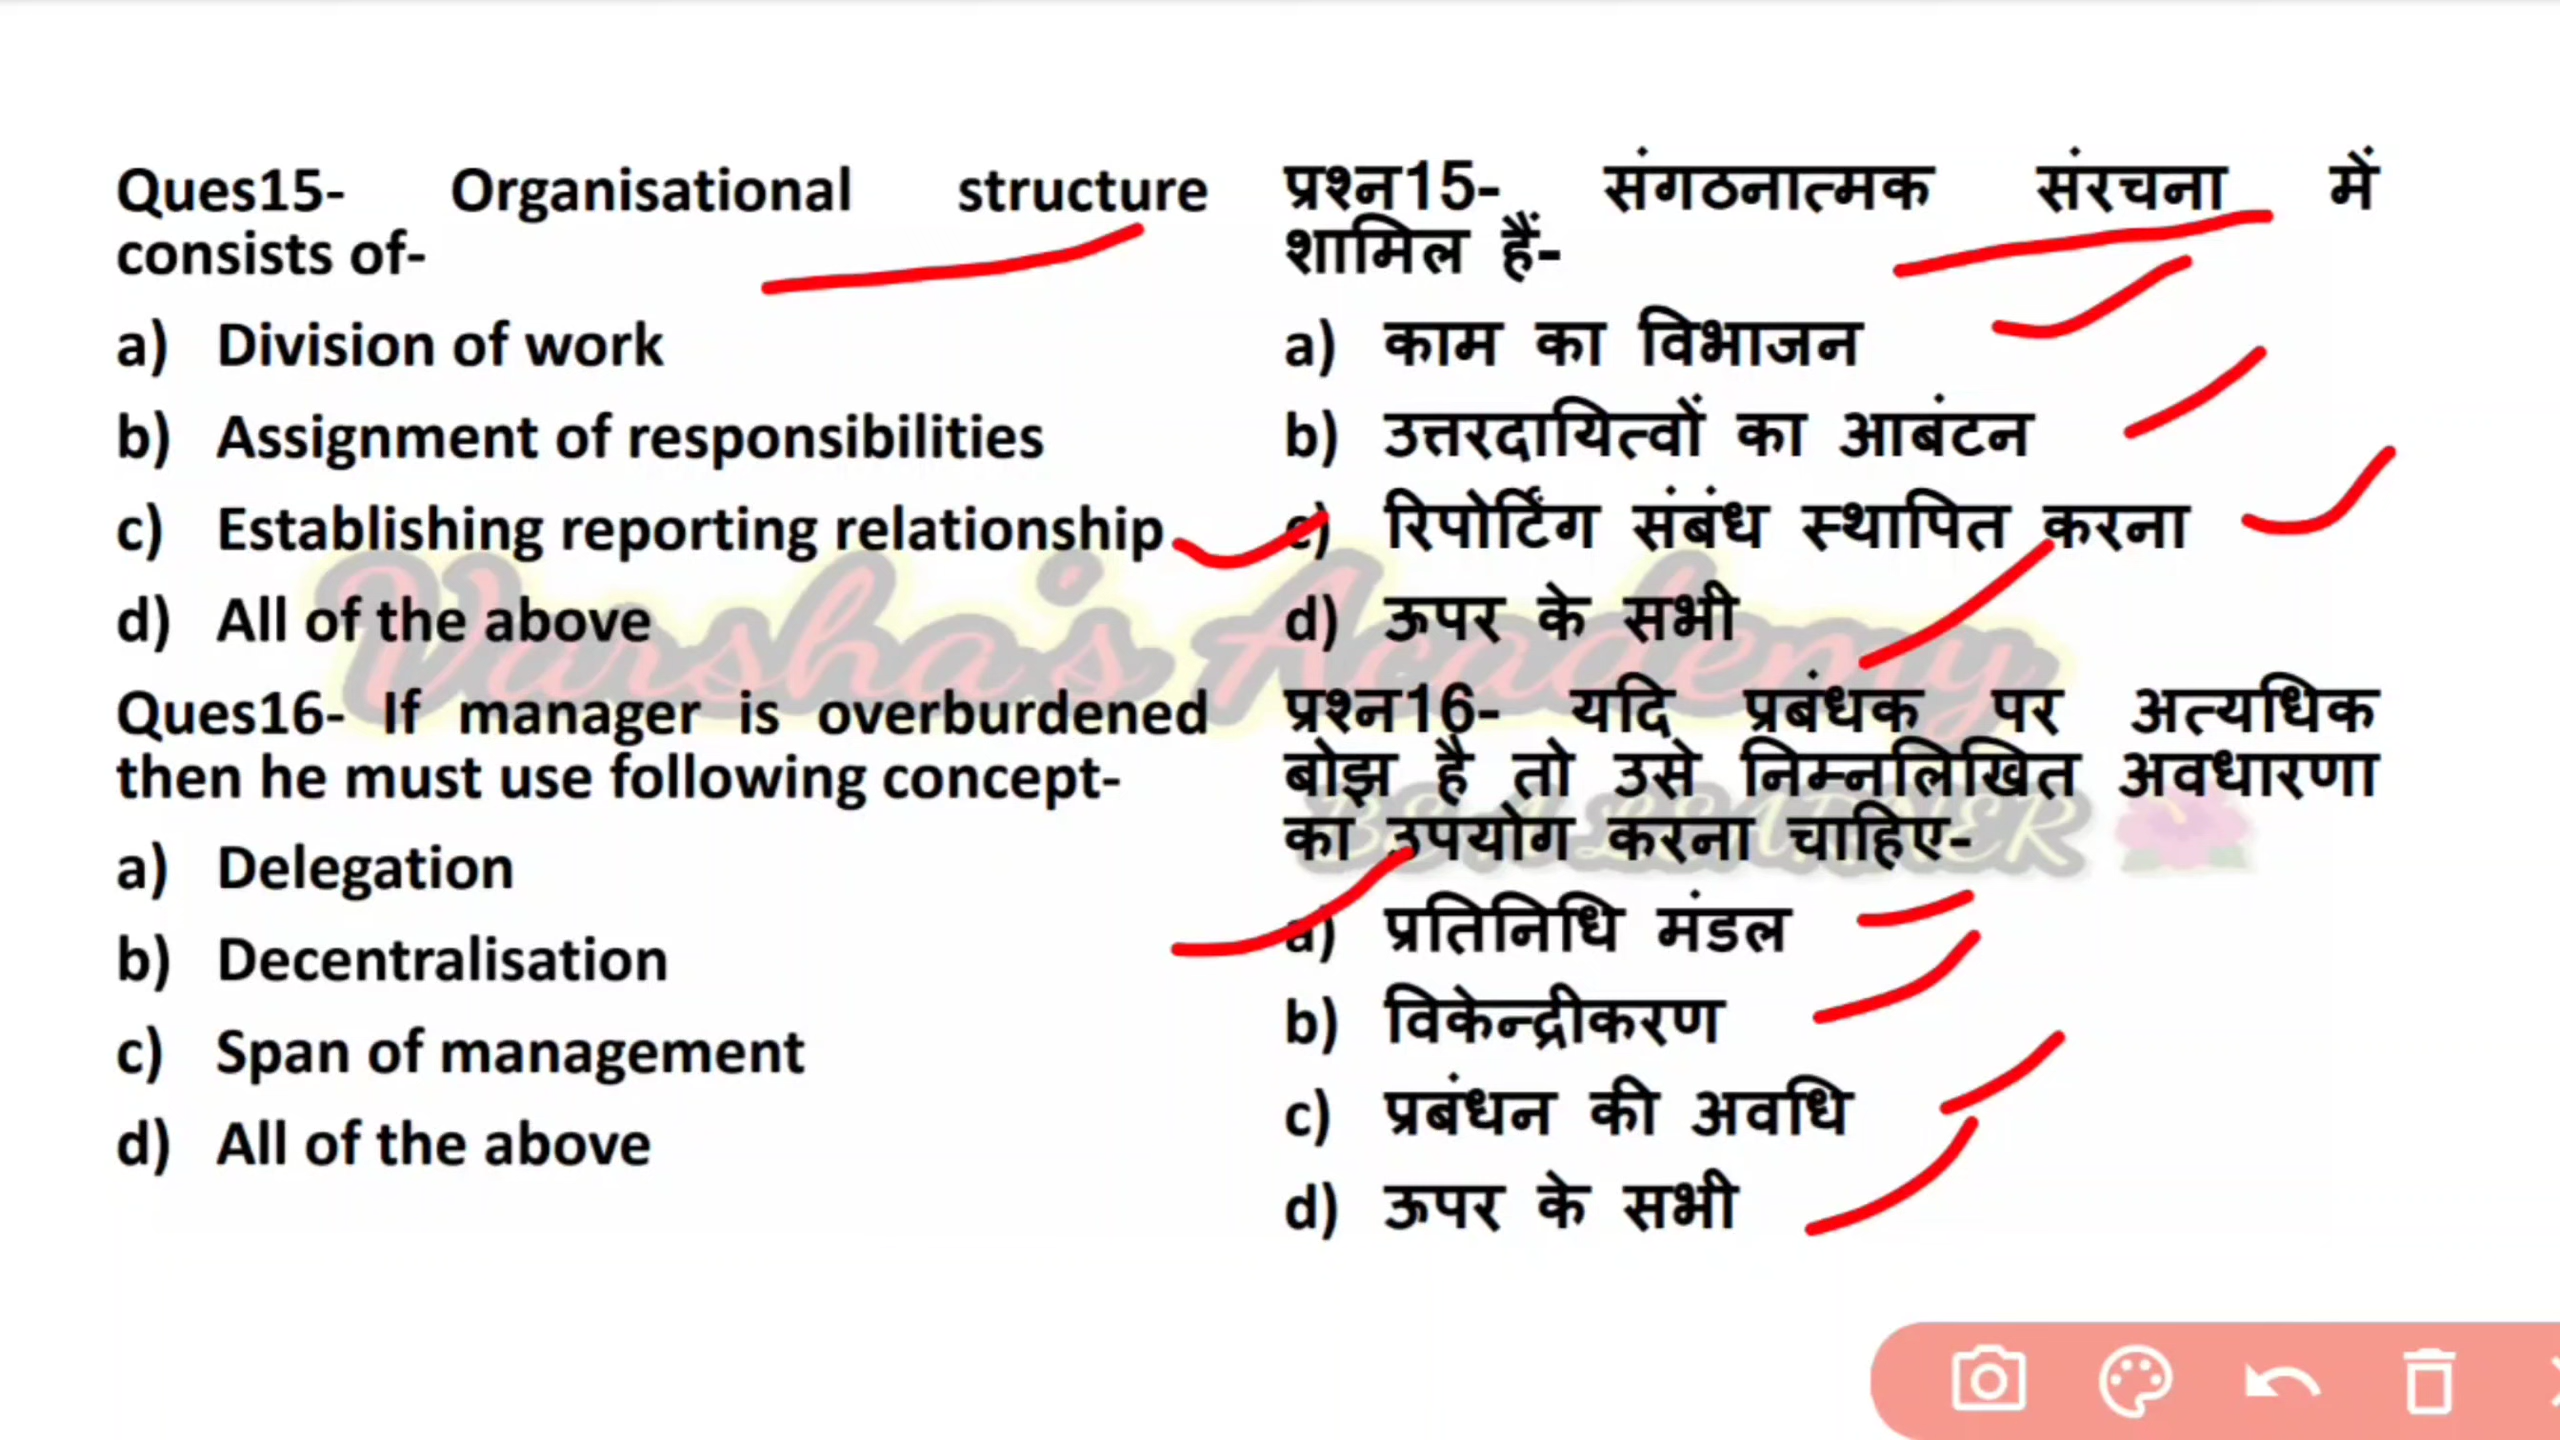 Ques15- Organisational structure
consists of-
a) Division of work
b) Assignment of responsibilities
c) Establishing reporting relationship
d) All of the above
Ques16- If manager is overburdened
then he must use following concept-
a) Delegation
b) Decentralisation
c) Span of management
d) All of the above
प्रश्न15- संगठनात्मक संरचना में
शामिल हैं-
a) काम का विभाजन
b) उत्तरदायित्वों का आबंटन
c) रिपोर्टिंग संबंध स्थापित करना
d) ऊपर के सभी
प्रश्न16- यदि प्रबंधक पर अत्यधिक
बोझ है तो उसे निम्नलिखित अवधारणा
का उपयोग करना चाहिए-
a) प्रतिनिधि मंडल
b) विकेन्द्रीकरण
c) प्रबंधन की अवधि
d) ऊपर के सभी
Varsha's Academy